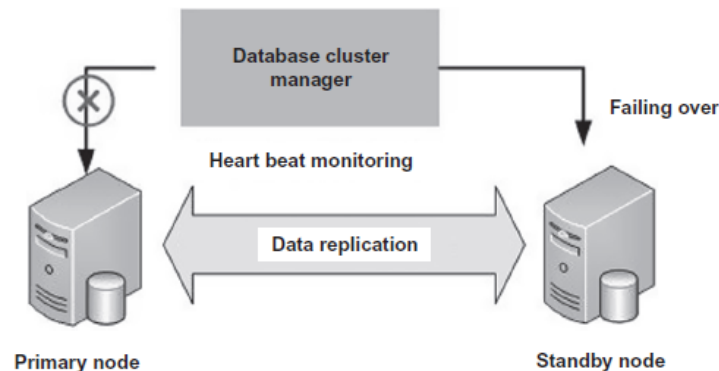 Database cluster
manager
Failing over
Heart beat monitoring
Data replication
Primary node
Standby node